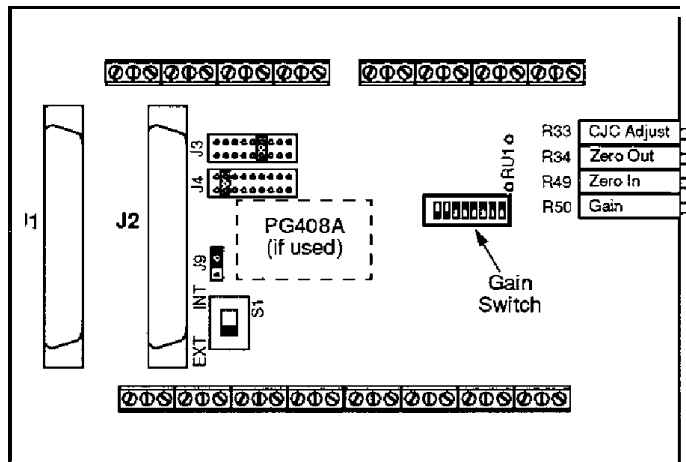 R33 CJC Adjust
R34 Zero Out
R49 Zero In
R50 Gain
RU1
J3
J4
J1
J2
PG408A
(if used)
J9
INT
EXT
S1
Gain
Switch